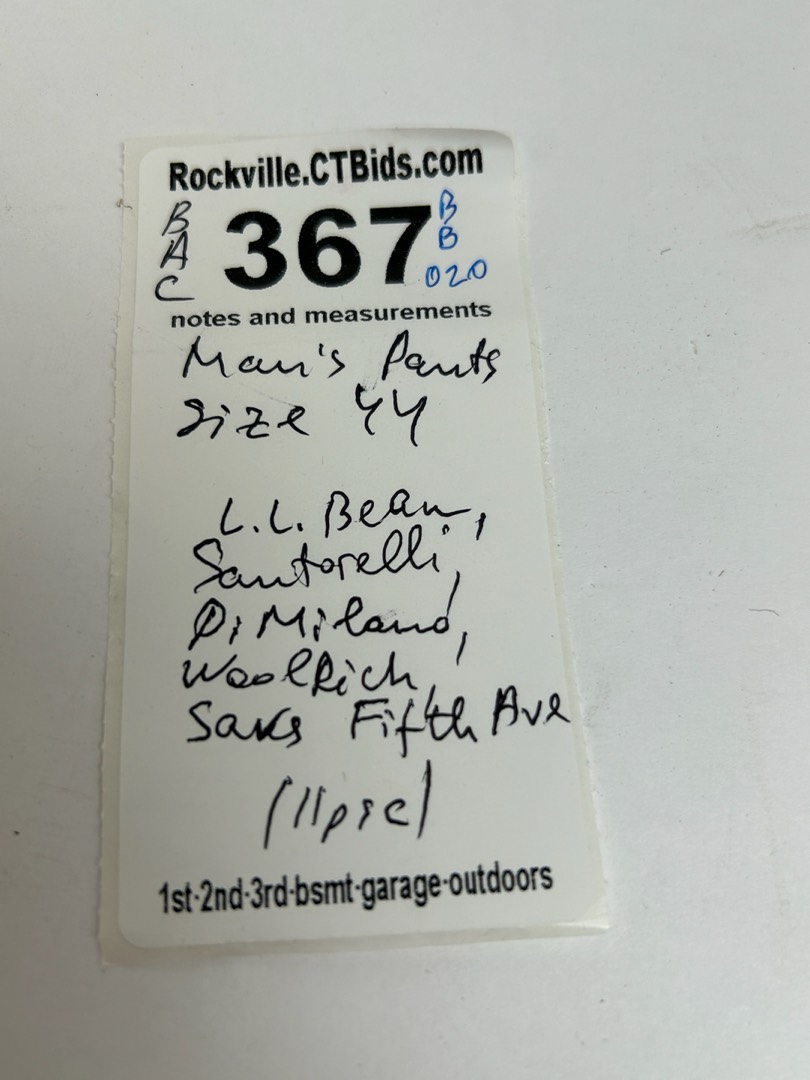 Rockville.CTBids.com
B
A
C
367
B
B
020
notes and measurements
Man's Pants
Size 44
L.L. Bean,
Santorelli,
Di Milano,
WoolRich,
Saks Fifth Ave
(11pic)
1st-2nd-3rd-bsmt-garage-outdoors